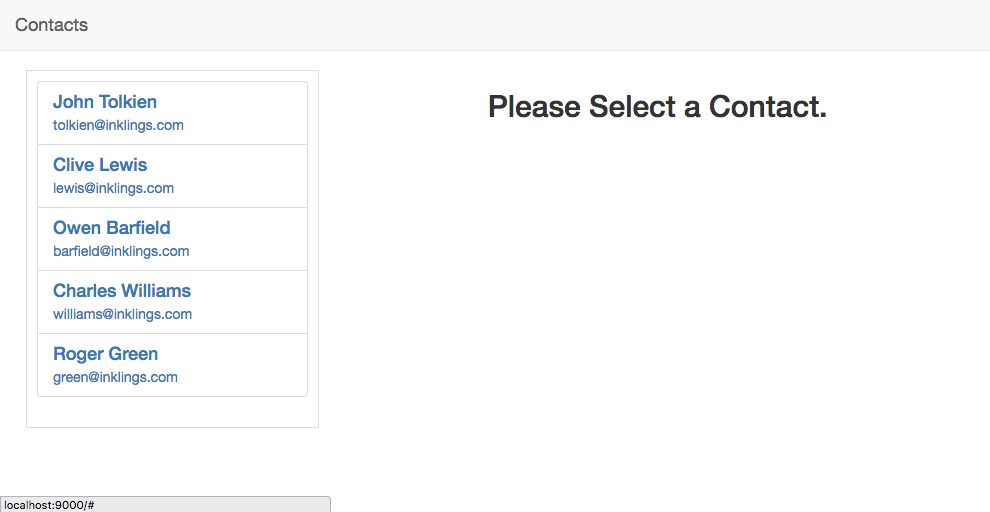 Contacts
John Tolkien
tolkien@inklings.com
Clive Lewis
lewis@inklings.com
Owen Barfield
barfield@inklings.com
Charles Williams
williams@inklings.com
Roger Green
green@inklings.com
Please Select a Contact.
localhost:9000/#